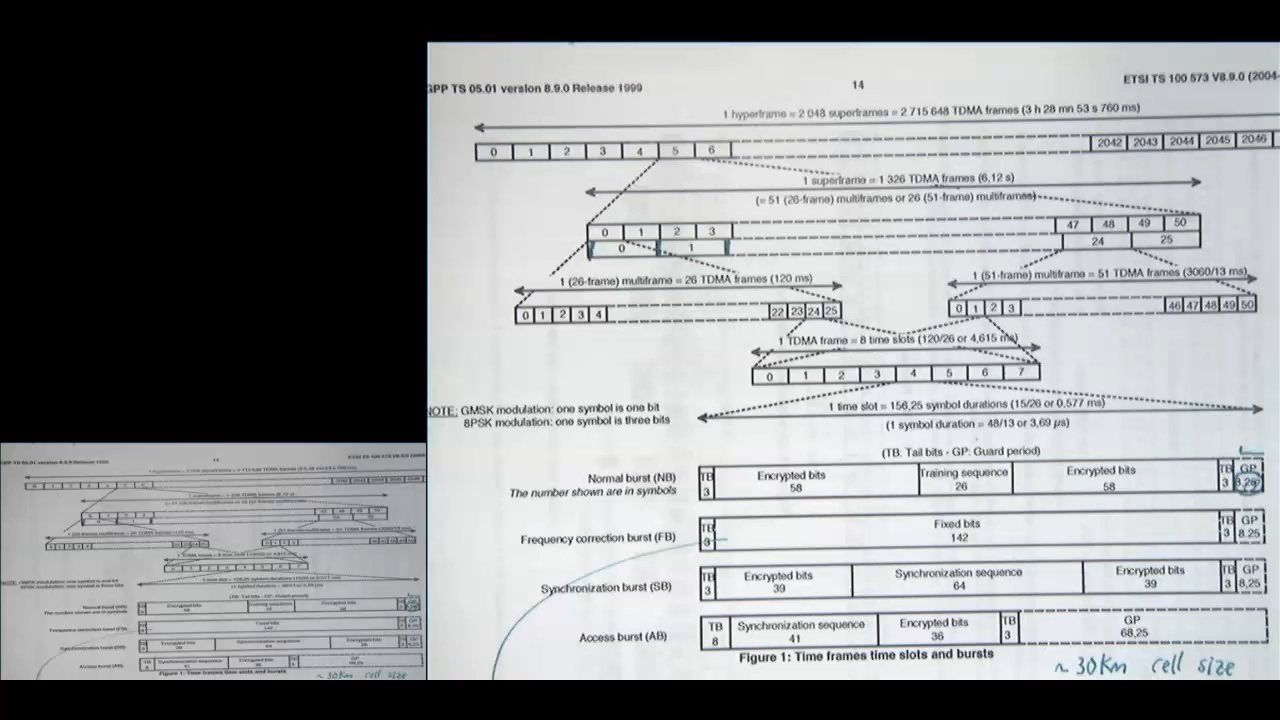 GPP TS 05.01 version 8.9.0 Release 1999 14 ETSI TS 100 573 V8.9.0 (2004-
1 hyperframe = 2 048 superframes = 2 715 648 TDMA frames (3 h 28 mn 53 s 760 ms)
0 1 2 3 4 5 6 2042 2043 2044 2045 2046
1 superframe = 1 326 TDMA frames (6,12 s)
(= 51 (26-frame) multiframes or 26 (51-frame) multiframes)
0 1 2 3 47 48 49 50
0 1 24 25
1 (26-frame) multiframe = 26 TDMA frames (120 ms) 1 (51-frame) multiframe = 51 TDMA frames (3060/13 ms)
0 1 2 3 4 22 23 24 25 0 1 2 3 46 47 48 49 50
1 TDMA frame = 8 time slots (120/26 or 4,615 ms)
0 1 2 3 4 5 6 7
NOTE: GMSK modulation: one symbol is one bit
8PSK modulation: one symbol is three bits
1 time slot = 156,25 symbol durations (15/26 or 0,577 ms)
(1 symbol duration = 48/13 or 3,69 µs)
(TB: Tail bits - GP: Guard period)
Normal burst (NB) TB Encrypted bits Training sequence Encrypted bits TB GP
The number shown are in symbols 3 58 26 58 3 8,25
Frequency correction burst (FB) TB Fixed bits TB GP
3 142 3 8.25
Synchronization burst (SB) TB Encrypted bits Synchronization sequence Encrypted bits TB GP
3 39 64 39 3 8,25
Access burst (AB) TB Synchronization sequence Encrypted bits TB GP
8 41 36 3 68,25
Figure 1: Time frames time slots and bursts
~ 30Km cell size